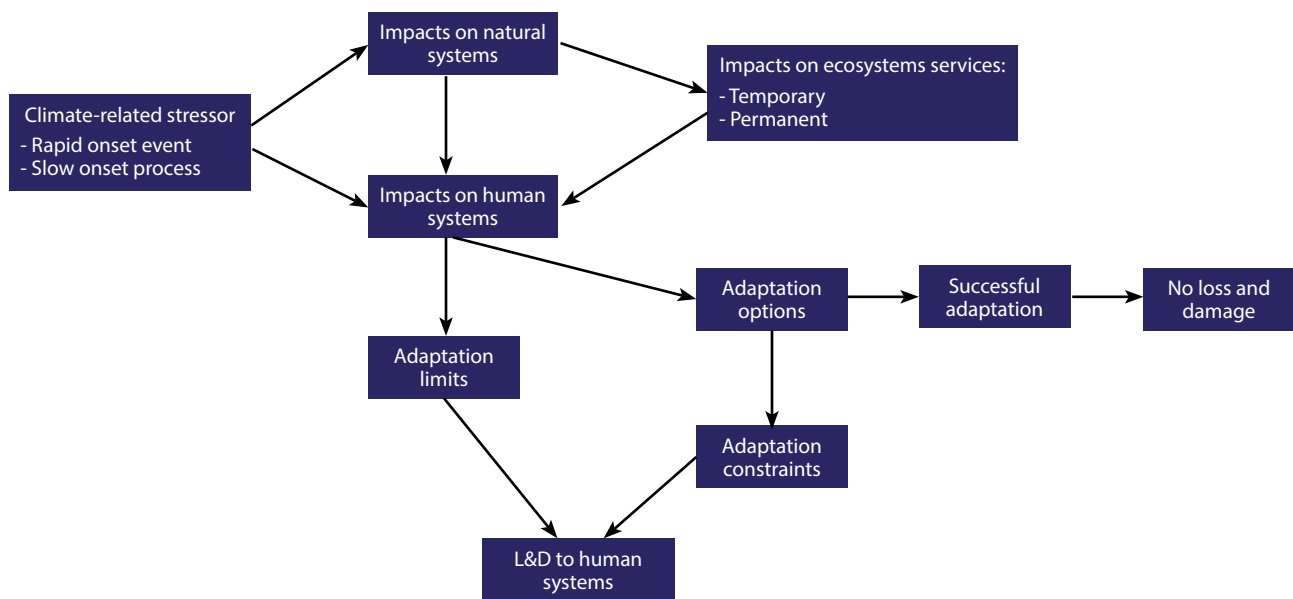 Impacts on natural
systems
Impacts on ecosystems services:
- Temporary
- Permanent
Climate-related stressor
- Rapid onset event
- Slow onset process
Impacts on human
systems
Adaptation
options
Successful
adaptation
No loss and
damage
Adaptation
limits
Adaptation
constraints
L&D to human
systems